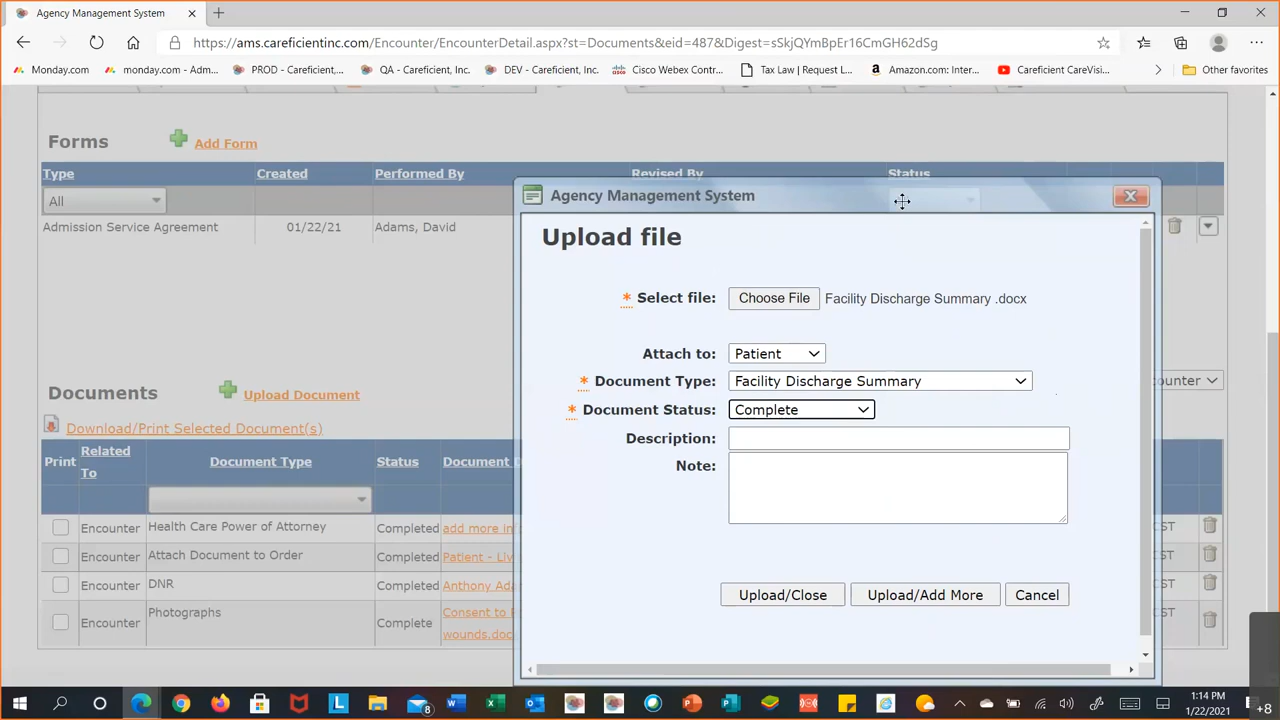 Agency Management System
https://ams.careficientinc.com/Encounter/EncounterDetail.aspx?st=Documents&eid=487&Digest=sSkjQYmBpEr16CmGH62dSg
Monday.com
monday.com - Adm...
PROD - Careficient,...
QA - Careficient, Inc.
DEV - Careficient, Inc.
Cisco Webex Contr...
Tax Law | Request L...
Amazon.com: Inter...
Careficient CareVisi...
Other favorites
Forms
Add Form
Type
Created
Performed By
Revised By
Status
All
Admission Service Agreement
01/22/21
Adams, David
Agency Management System
Upload file
* Select file:
Choose File
Facility Discharge Summary .docx
Attach to:
Patient
* Document Type:
Facility Discharge Summary
* Document Status:
Complete
Description:
Note:
Upload/Close
Upload/Add More
Cancel
Documents
Upload Document
Download/Print Selected Document(s)
Print
Related To
Document Type
Status
Document
Encounter
Health Care Power of Attorney
Completed
add more in
Encounter
Attach Document to Order
Completed
Patient -
Encounter
DNR
Completed
Encounter
Photographs
Complete
Consent to
wounds.doc
8
1:14 PM
1/22/2021
+8